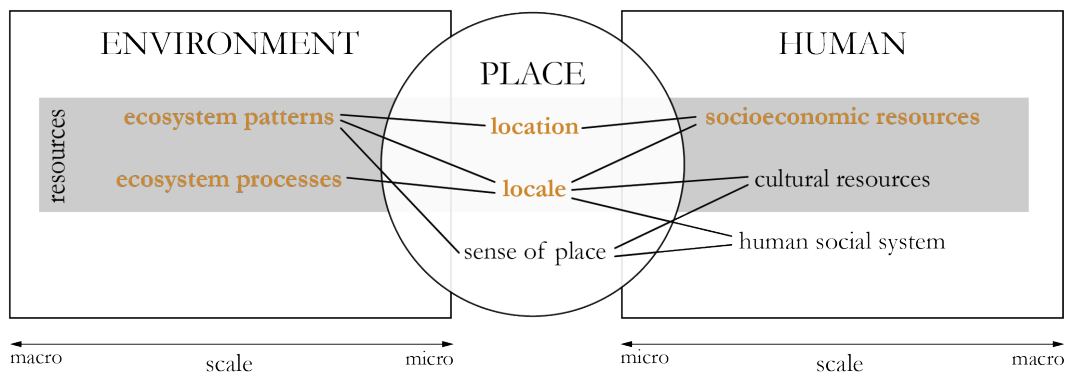 ENVIRONMENT
PLACE
HUMAN
resources
ecosystem patterns
location
socioeconomic resources
ecosystem processes
locale
cultural resources
sense of place
human social system
macro
scale
micro
micro
scale
macro